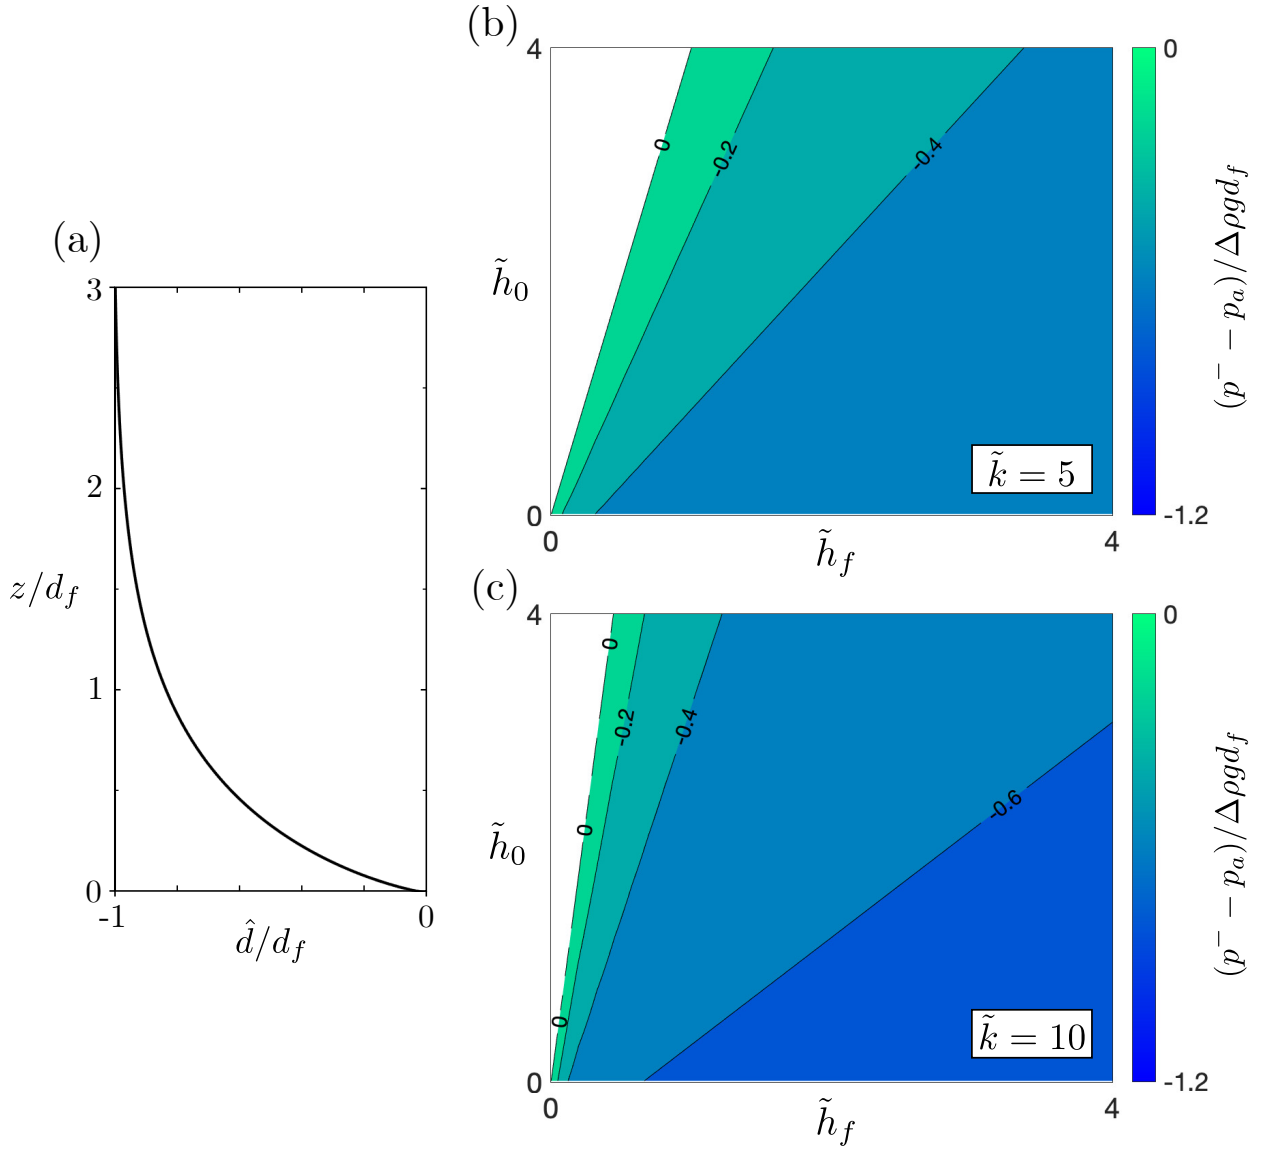 (a)
3
2
1
0
-1
0
z/d_f
d̂/d_f
(b)
4
0
0
4
h̃_0
h̃_f
0
-0.2
-0.4
k̃ = 5
0
-1.2
(p⁻ − p_a)/Δρgd_f
(c)
4
0
0
4
h̃_0
h̃_f
0
0
0
-0.2
-0.4
-0.6
k̃ = 10
0
-1.2
(p⁻ − p_a)/Δρgd_f